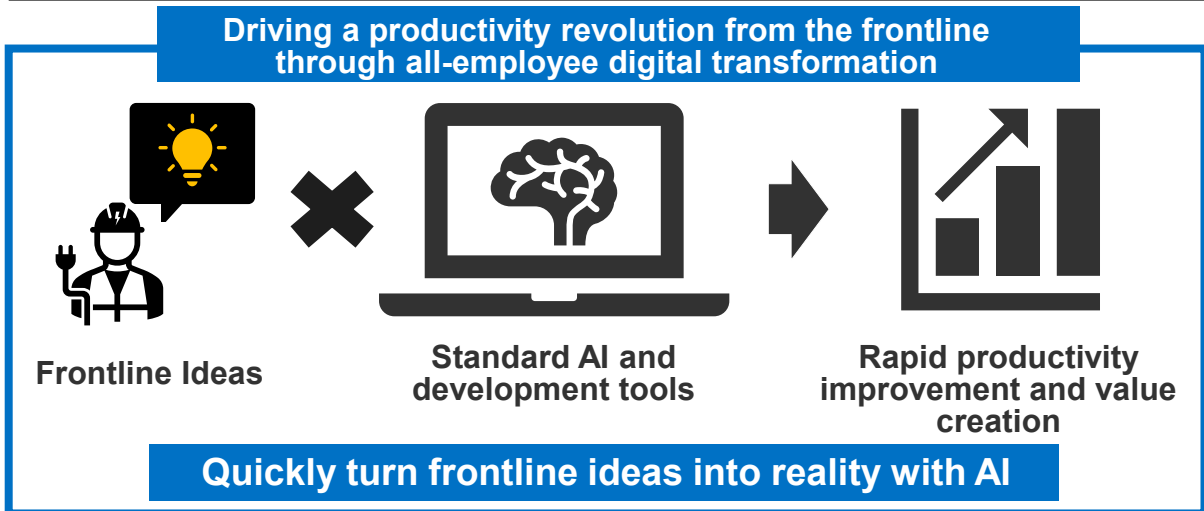 Driving a productivity revolution from the frontline
through all-employee digital transformation
Frontline Ideas
Standard AI and
development tools
Rapid productivity
improvement and value
creation
Quickly turn frontline ideas into reality with AI